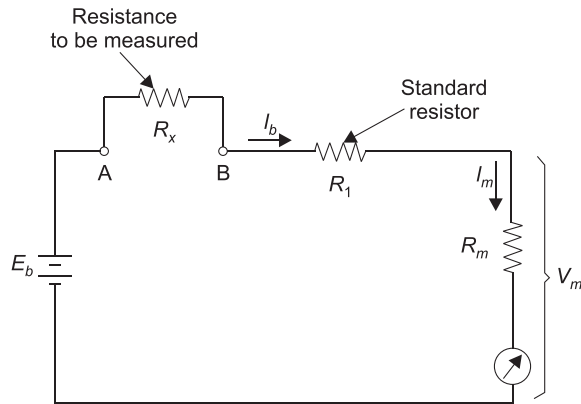 Resistance
to be measured
Standard
resistor
R_x
I_b
A
B
R_1
I_m
R_m
E_b
V_m